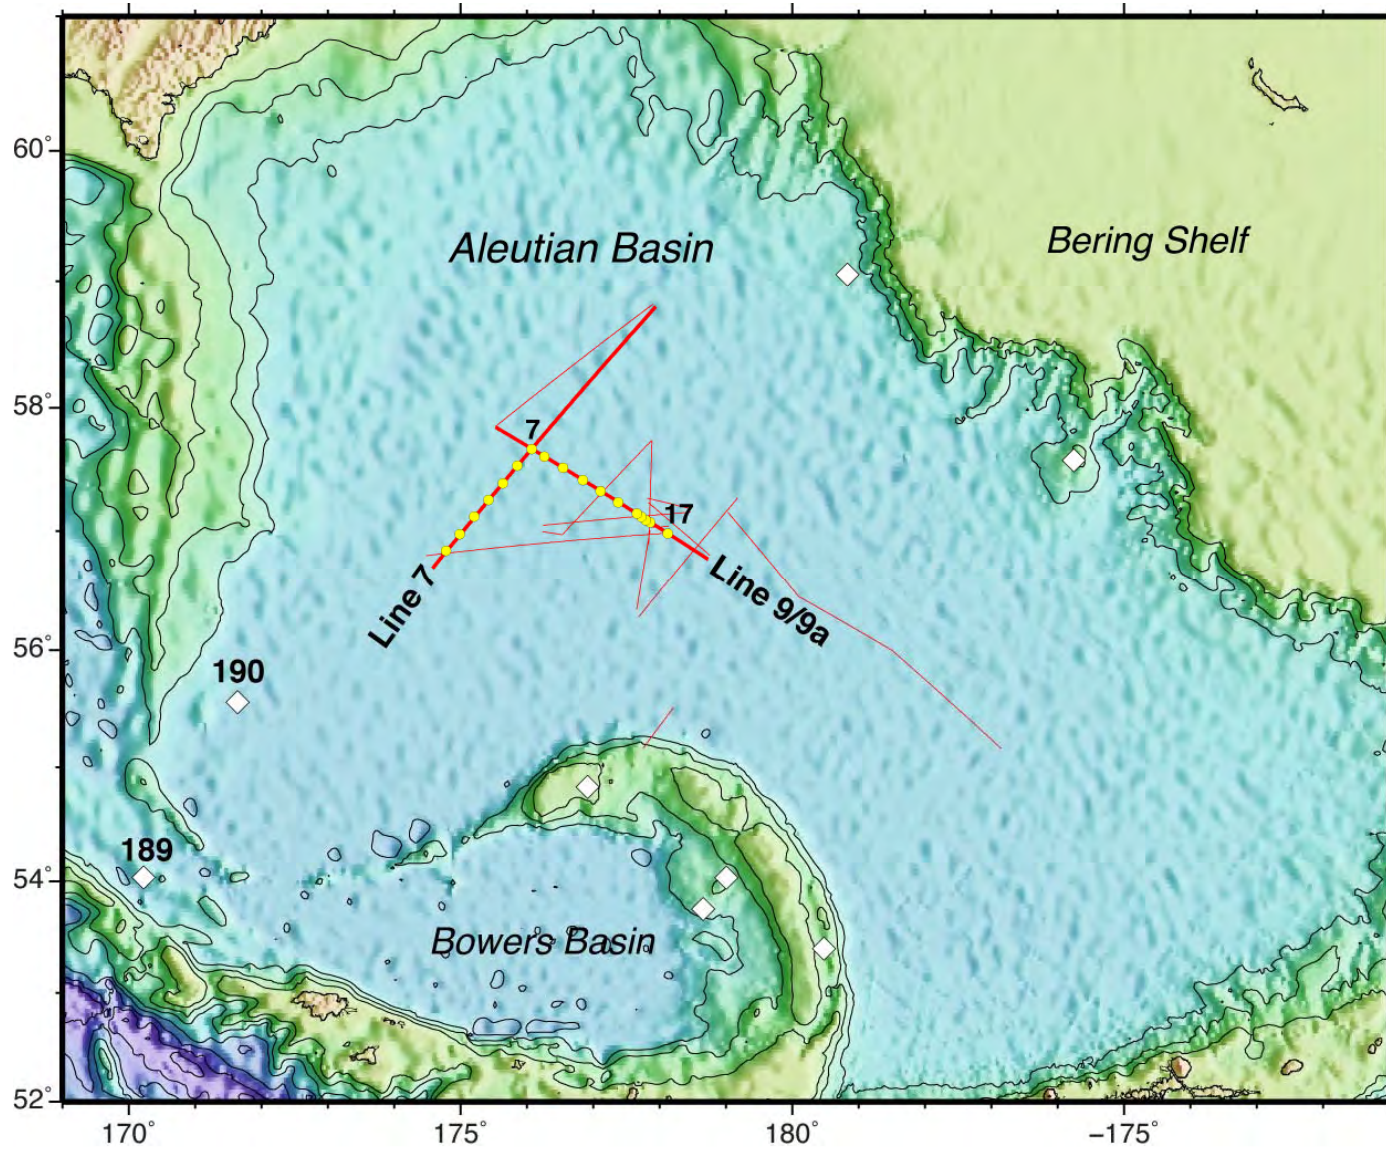 60°
Aleutian Basin
Bering Shelf
58°
7
17
Line 7
Line 9/9a
56°
190
189
54°
Bowers Basin
52°
170°
175°
180°
−175°